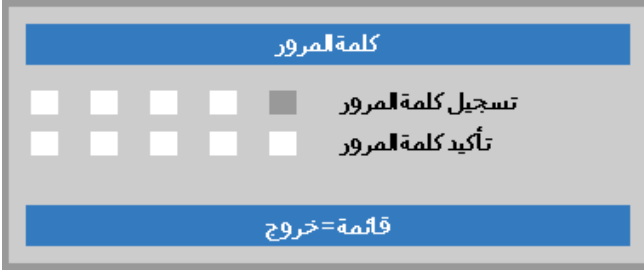 كلمة المرور
تسجيل كلمة المرور
تأكيد كلمة المرور
قائمة=خروج